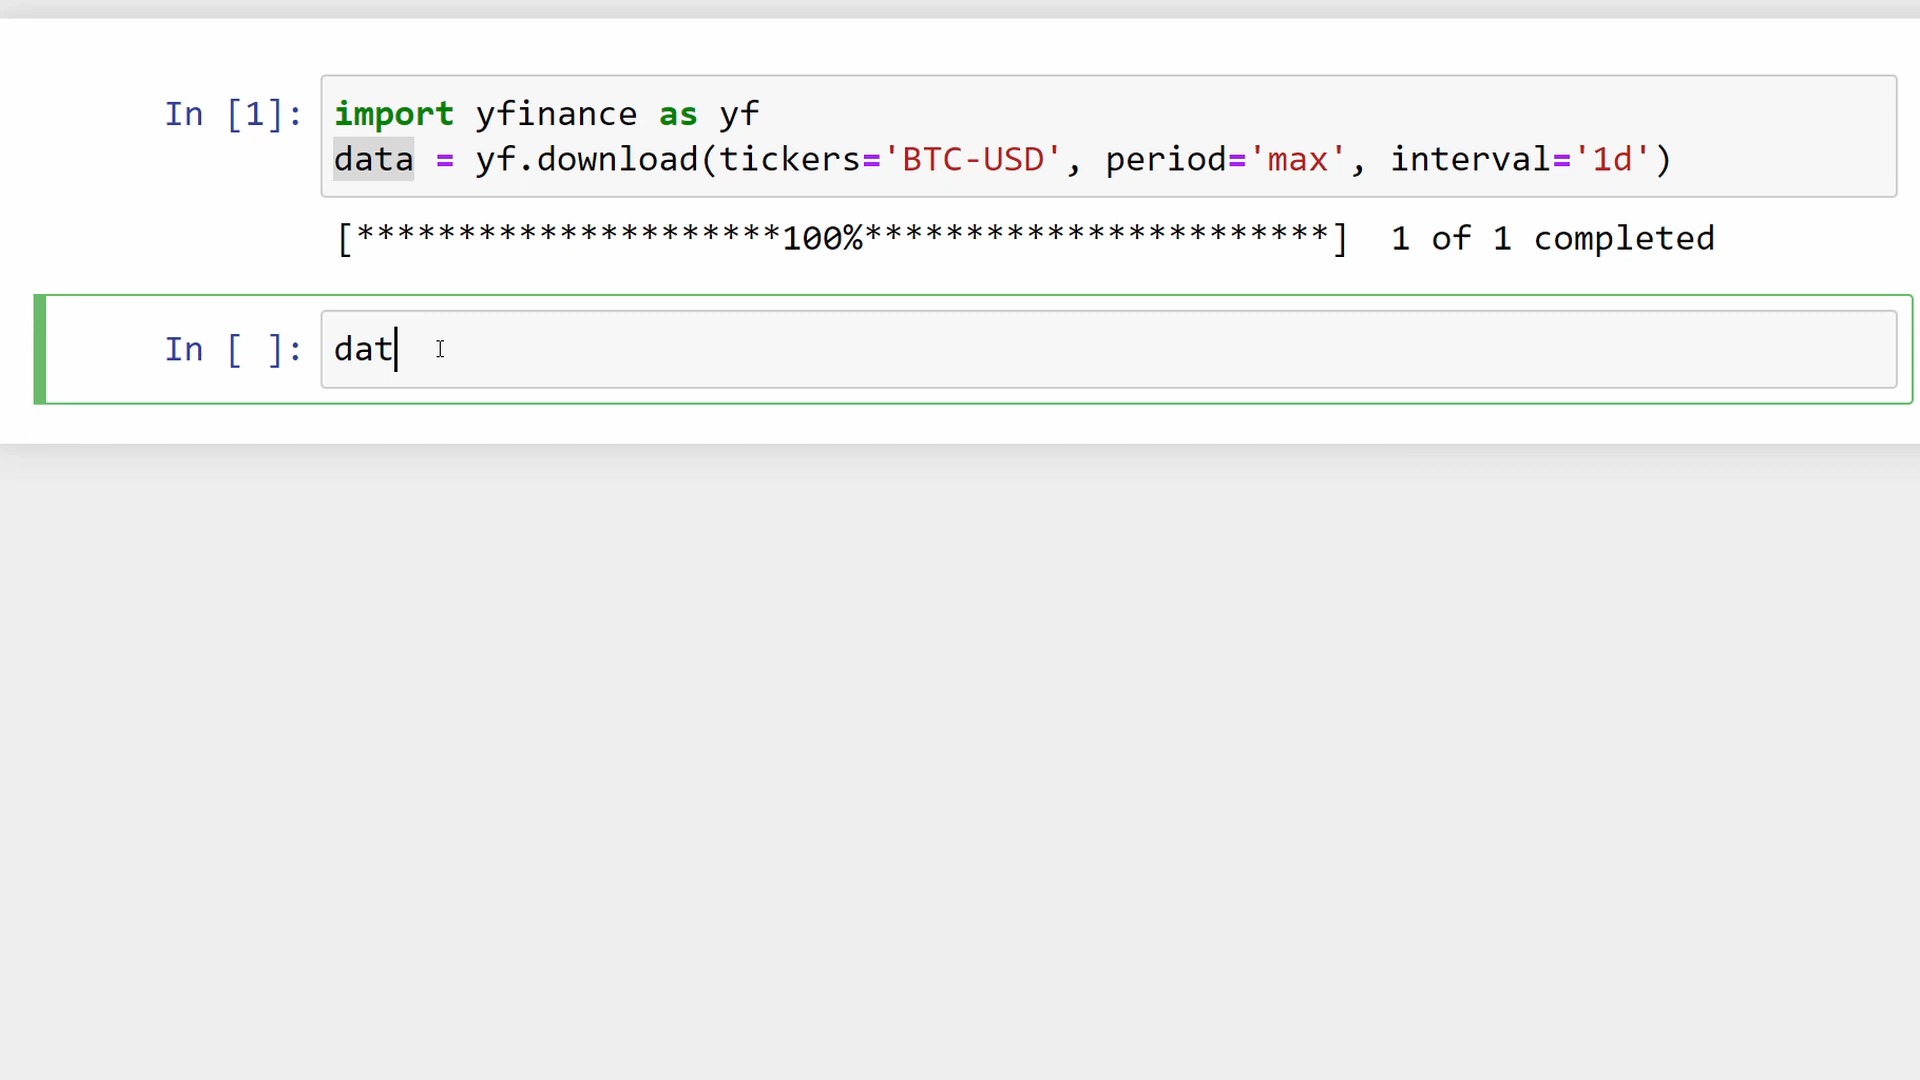 In [1]: import yfinance as yf
data = yf.download(tickers='BTC-USD', period='max', interval='1d')
[*********************100%***********************]  1 of 1 completed
In [ ]: dat